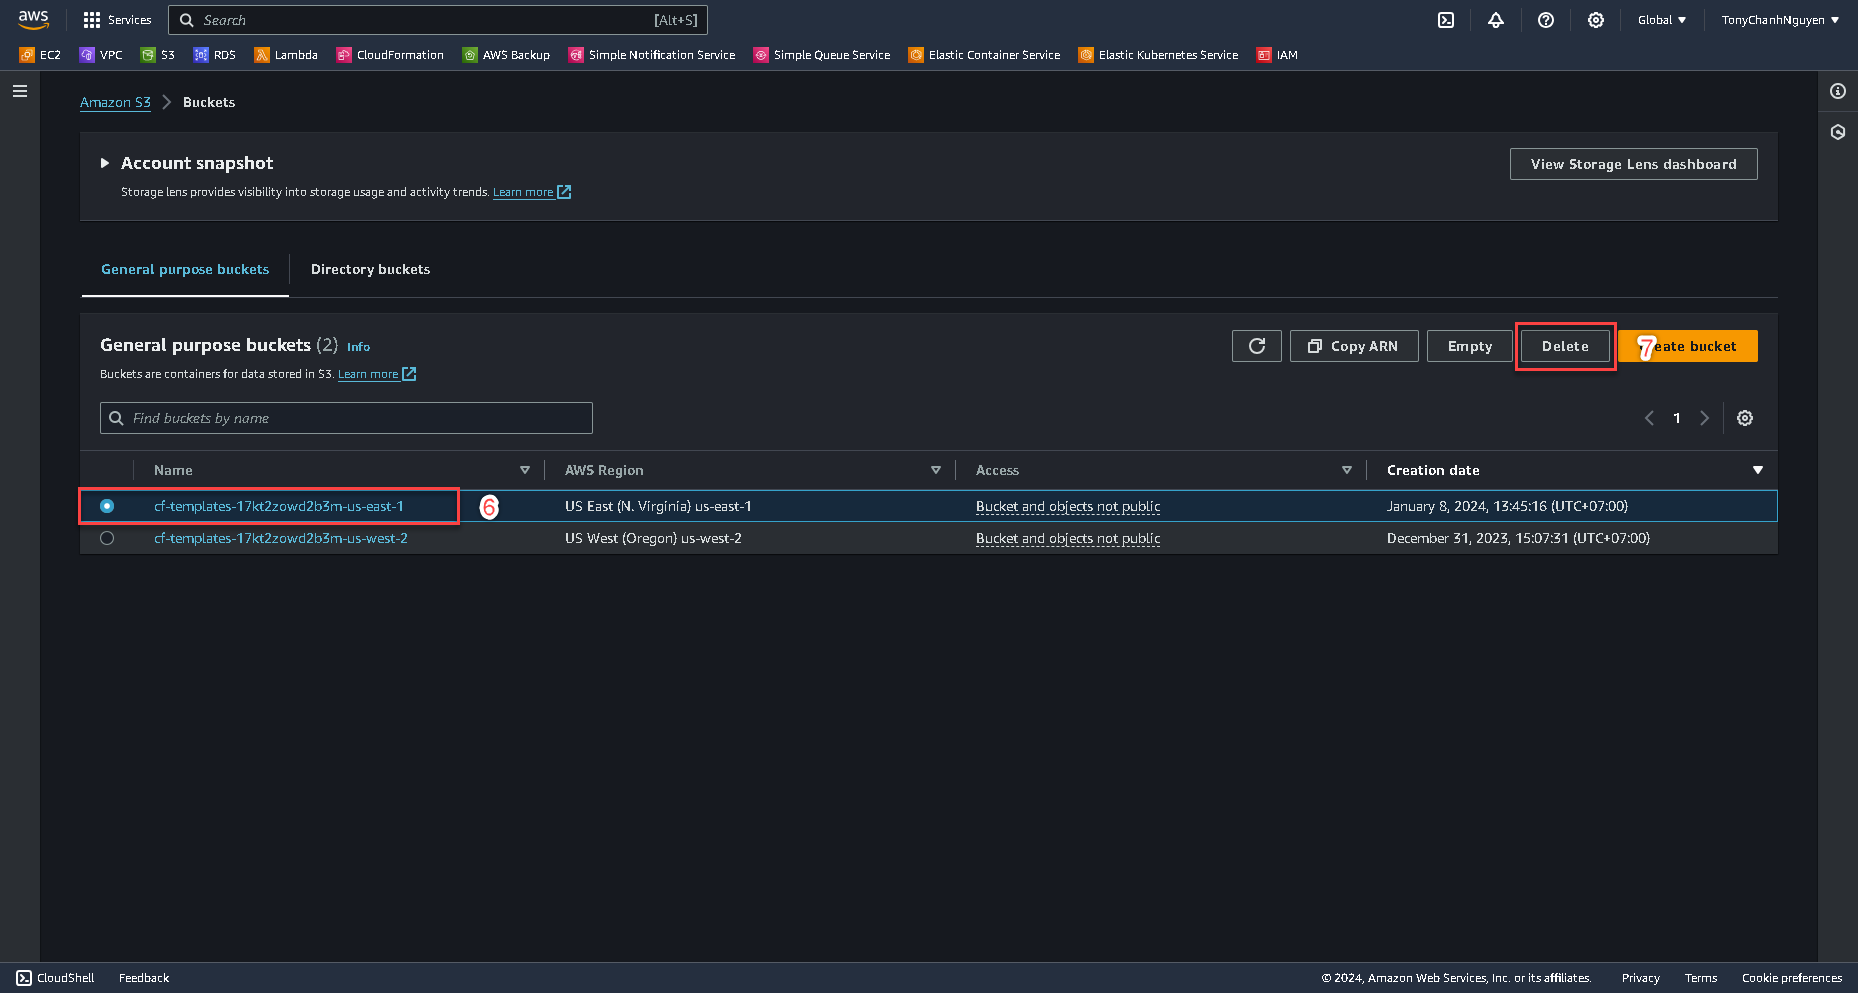 aws Services Search [Alt+S] Global TonyChanhNguyen
EC2 VPC S3 RDS Lambda CloudFormation AWS Backup Simple Notification Service Simple Queue Service Elastic Container Service Elastic Kubernetes Service IAM
Amazon S3 Buckets
Account snapshot
View Storage Lens dashboard
Storage lens provides visibility into storage usage and activity trends. Learn more
General purpose buckets Directory buckets
General purpose buckets (2) Info
Copy ARN Empty Delete 7 eate bucket
Buckets are containers for data stored in S3. Learn more
Find buckets by name
1
Name AWS Region Access Creation date
cf-templates-17kt2zowd2b3m-us-east-1 6 US East (N. Virginia) us-east-1 Bucket and objects not public January 8, 2024, 13:45:16 (UTC+07:00)
cf-templates-17kt2zowd2b3m-us-west-2 US West (Oregon) us-west-2 Bucket and objects not public December 31, 2023, 15:07:31 (UTC+07:00)
CloudShell Feedback © 2024, Amazon Web Services, Inc. or its affiliates. Privacy Terms Cookie preferences